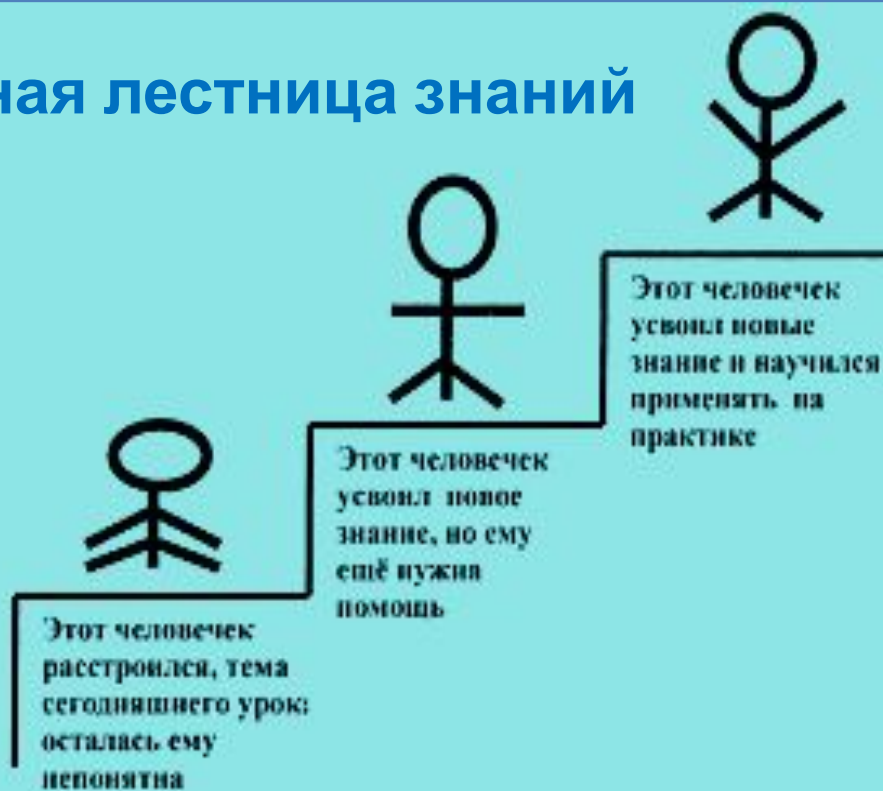 ная лестница знаний
Этот человечек
усвоил новые
знание и научился
применять на
практике
Этот человечек
усвоил новое
знание, но ему
ещё нужна
помощь
Этот человечек
расстроился, тема
сегодняшнего урока
осталась ему
непонятна